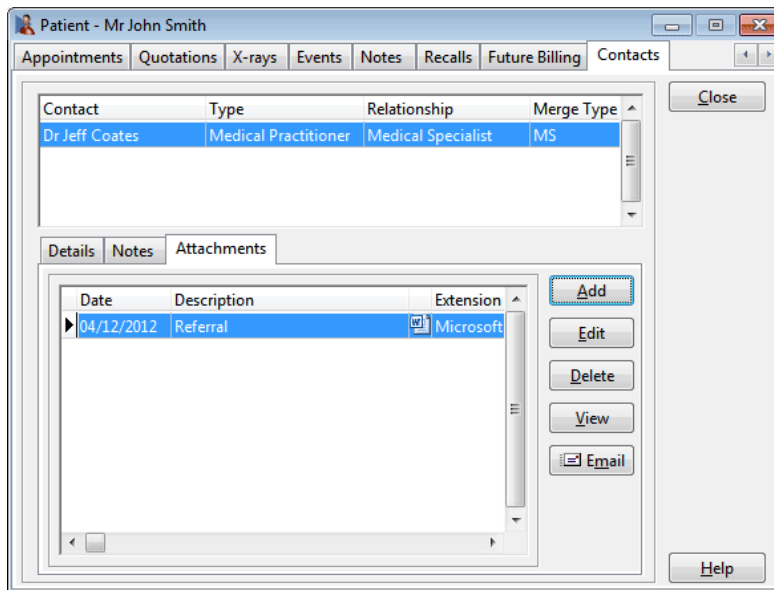 Patient - Mr John Smith
Appointments Quotations X-rays Events Notes Recalls Future Billing Contacts
Close
Contact Type Relationship Merge Type
Dr Jeff Coates Medical Practitioner Medical Specialist MS
Details Notes Attachments
Date Description Extension
04/12/2012 Referral Microsoft
Add
Edit
Delete
View
Email
Help